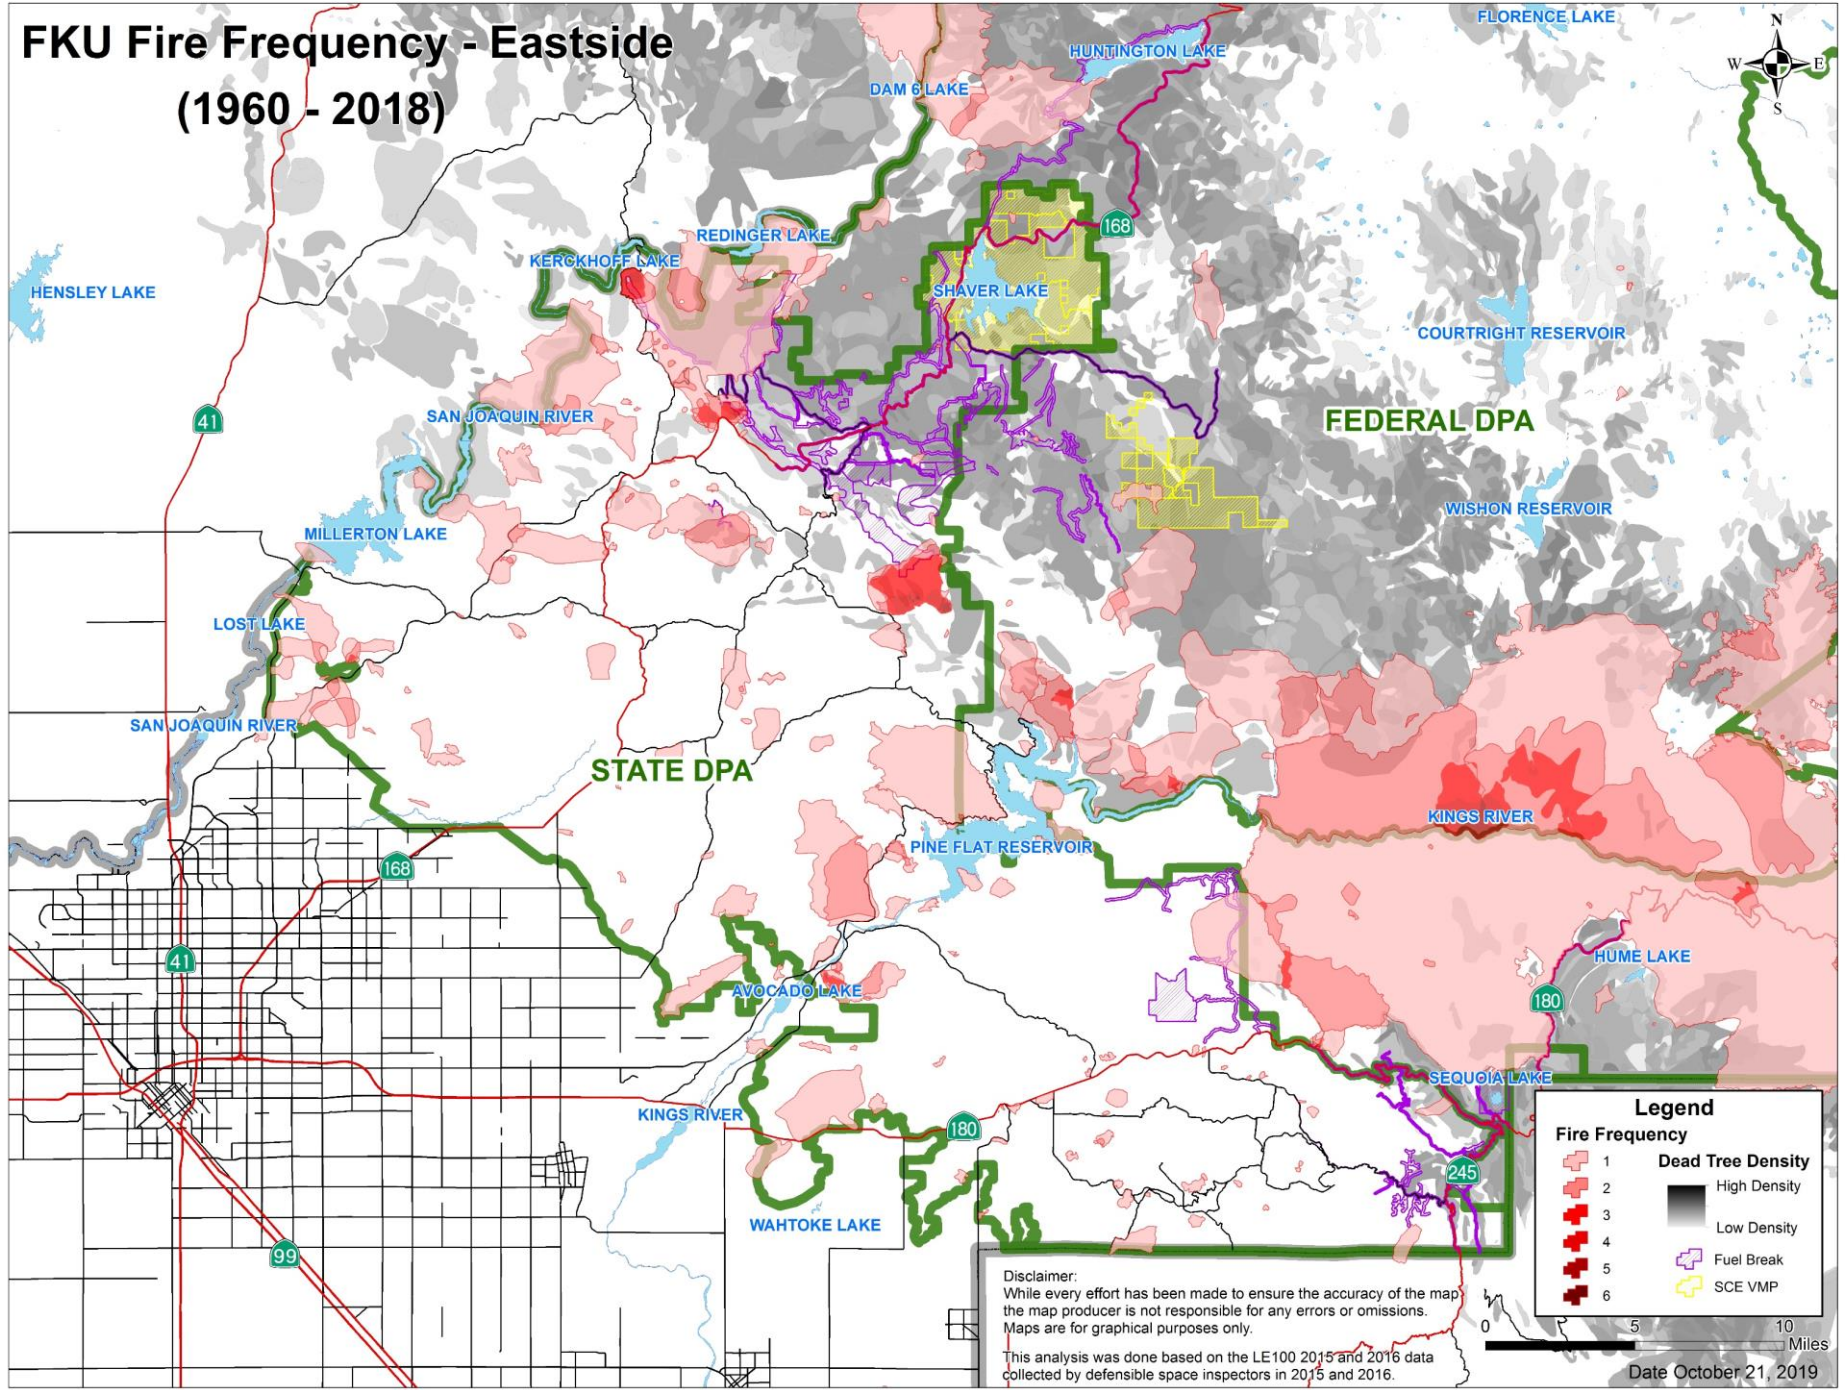 FKU Fire Frequency - Eastside
(1960 - 2018)
FLORENCE LAKE
N
W E
S
HUNTINGTON LAKE
DAM 6 LAKE
168
REDINGER LAKE
KERCKHOFF LAKE
HENSLEY LAKE
SHAVER LAKE
COURTRIGHT RESERVOIR
41
SAN JOAQUIN RIVER
FEDERAL DPA
WISHON RESERVOIR
MILLERTON LAKE
LOST LAKE
SAN JOAQUIN RIVER
STATE DPA
KINGS RIVER
PINE FLAT RESERVOIR
168
41
HUME LAKE
AVOCADO LAKE
180
SEQUOIA LAKE
KINGS RIVER
180
245
WAHTOKE LAKE
99
Legend
Fire Frequency
1
2
3
4
5
6
Dead Tree Density
High Density
Low Density
Fuel Break
SCE VMP
Disclaimer:
While every effort has been made to ensure the accuracy of the map
the map producer is not responsible for any errors or omissions.
Maps are for graphical purposes only.
This analysis was done based on the LE100 2015 and 2016 data
collected by defensible space inspectors in 2015 and 2016.
0 5 10
Miles
Date October 21, 2019